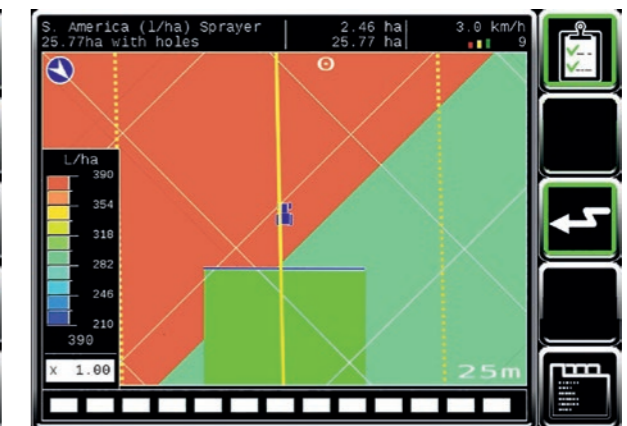 S. America (l/ha) Sprayer 2.46 ha 3.0 km/h
25.77ha with holes 25.77 ha 9
L/ha
390
354
318
282
246
210
390
x 1.00
25m